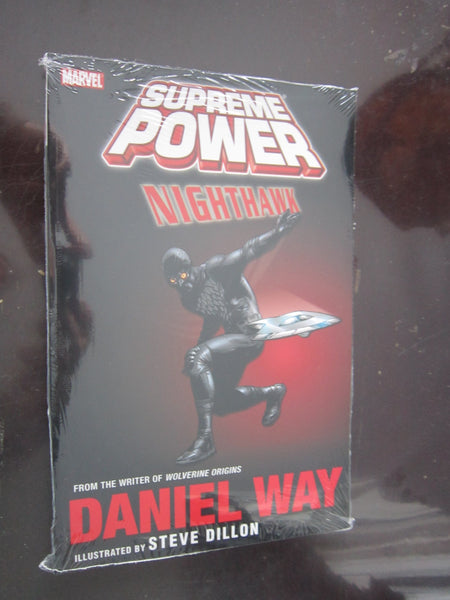 MARVEL
SUPREME
POWER
NIGHTHAWK
FROM THE WRITER OF WOLVERINE ORIGINS
DANIEL WAY
ILLUSTRATED BY STEVE DILLON